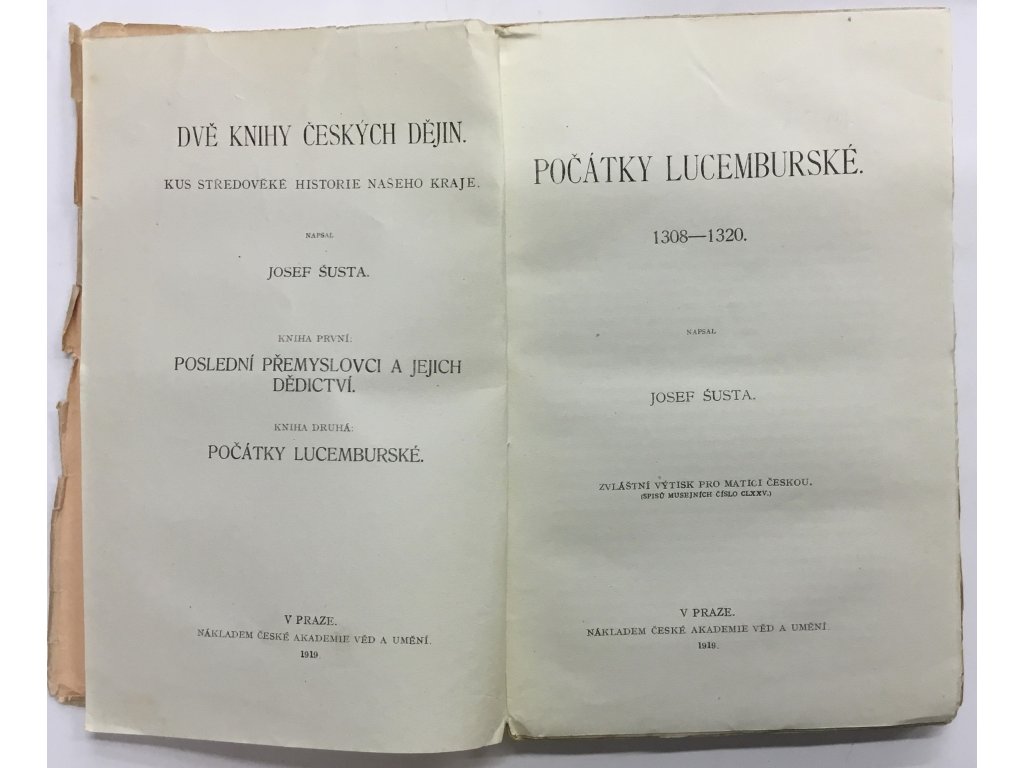 DVĚ KNIHY ČESKÝCH DĚJIN.
KUS STŘEDOVĚKÉ HISTORIE NAŠEHO KRAJE.
NAPSAL
JOSEF ŠUSTA.
KNIHA PRVNÍ:
POSLEDNÍ PŘEMYSLOVCI A JEJICH
DĚDICTVÍ.
KNIHA DRUHÁ:
POČÁTKY LUCEMBURSKÉ.
V PRAZE.
NÁKLADEM ČESKÉ AKADEMIE VĚD A UMĚNÍ.
1919.
POČÁTKY LUCEMBURSKÉ.
1308—1320.
NAPSAL
JOSEF ŠUSTA.
ZVLÁŠTNÍ VÝTISK PRO MATICI ČESKOU.
(SPISŮ MUSEJNÍCH ČÍSLO CLXXV.)
V PRAZE.
NÁKLADEM ČESKÉ AKADEMIE VĚD A UMĚNÍ.
1919.